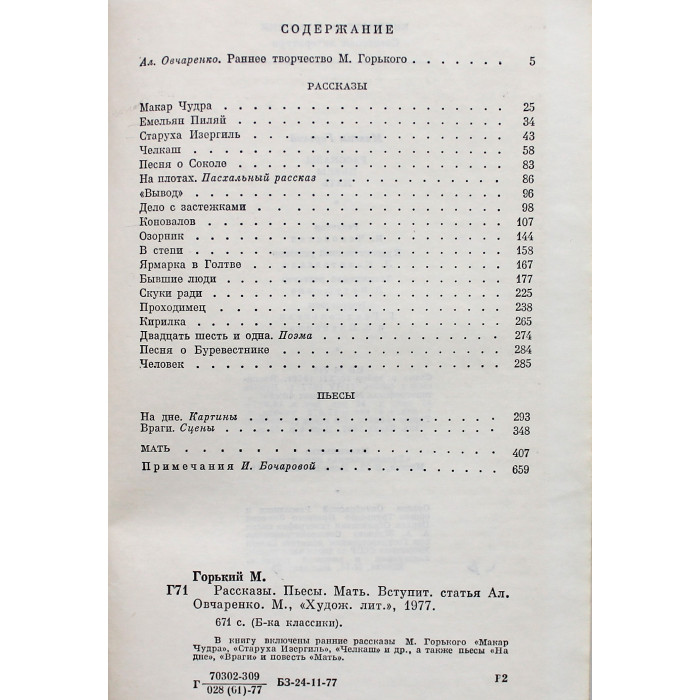 СОДЕРЖАНИЕ
Ал. Овчаренко. Раннее творчество М. Горького . . . . . . . 5
РАССКАЗЫ
Макар Чудра . . . . . . . . . . . . . . . . . 25
Емельян Пиляй . . . . . . . . . . . . . . . . 34
Старуха Изергиль . . . . . . . . . . . . . . . 43
Челкаш . . . . . . . . . . . . . . . . . . . 58
Песня о Соколе . . . . . . . . . . . . . . . . 83
На плотах. Пасхальный рассказ . . . . . . . . . . . 86
«Вывод» . . . . . . . . . . . . . . . . . . . 96
Дело с застежками . . . . . . . . . . . . . . . 98
Коновалов . . . . . . . . . . . . . . . . . . 107
Озорник . . . . . . . . . . . . . . . . . . . 144
В степи . . . . . . . . . . . . . . . . . . . 158
Ярмарка в Голтве . . . . . . . . . . . . . . . 167
Бывшие люди . . . . . . . . . . . . . . . . . 177
Скуки ради . . . . . . . . . . . . . . . . . . 225
Проходимец . . . . . . . . . . . . . . . . . . 238
Кирилка . . . . . . . . . . . . . . . . . . . 265
Двадцать шесть и одна. Поэма . . . . . . . . . . . 274
Песня о Буревестнике . . . . . . . . . . . . . . 284
Человек . . . . . . . . . . . . . . . . . . . 285
ПЬЕСЫ
На дне. Картины . . . . . . . . . . . . . . . . 293
Враги. Сцены . . . . . . . . . . . . . . . . . 348
МАТЬ . . . . . . . . . . . . . . . . . . . . 407
Примечания И. Бочаровой . . . . . . . . . . . . . 659
Горький М.
Г71 Рассказы. Пьесы. Мать. Вступит. статья Ал.
Овчаренко. М., «Худож. лит.», 1977.
671 с. (Б-ка классики).
В книгу включены ранние рассказы М. Горького «Макар
Чудра», «Старуха Изергиль», «Челкаш» и др., а также пьесы «На
дне», «Враги» и повесть «Мать».
Г 70302-309 БЗ-24-11-77 Г2
028 (01)-77